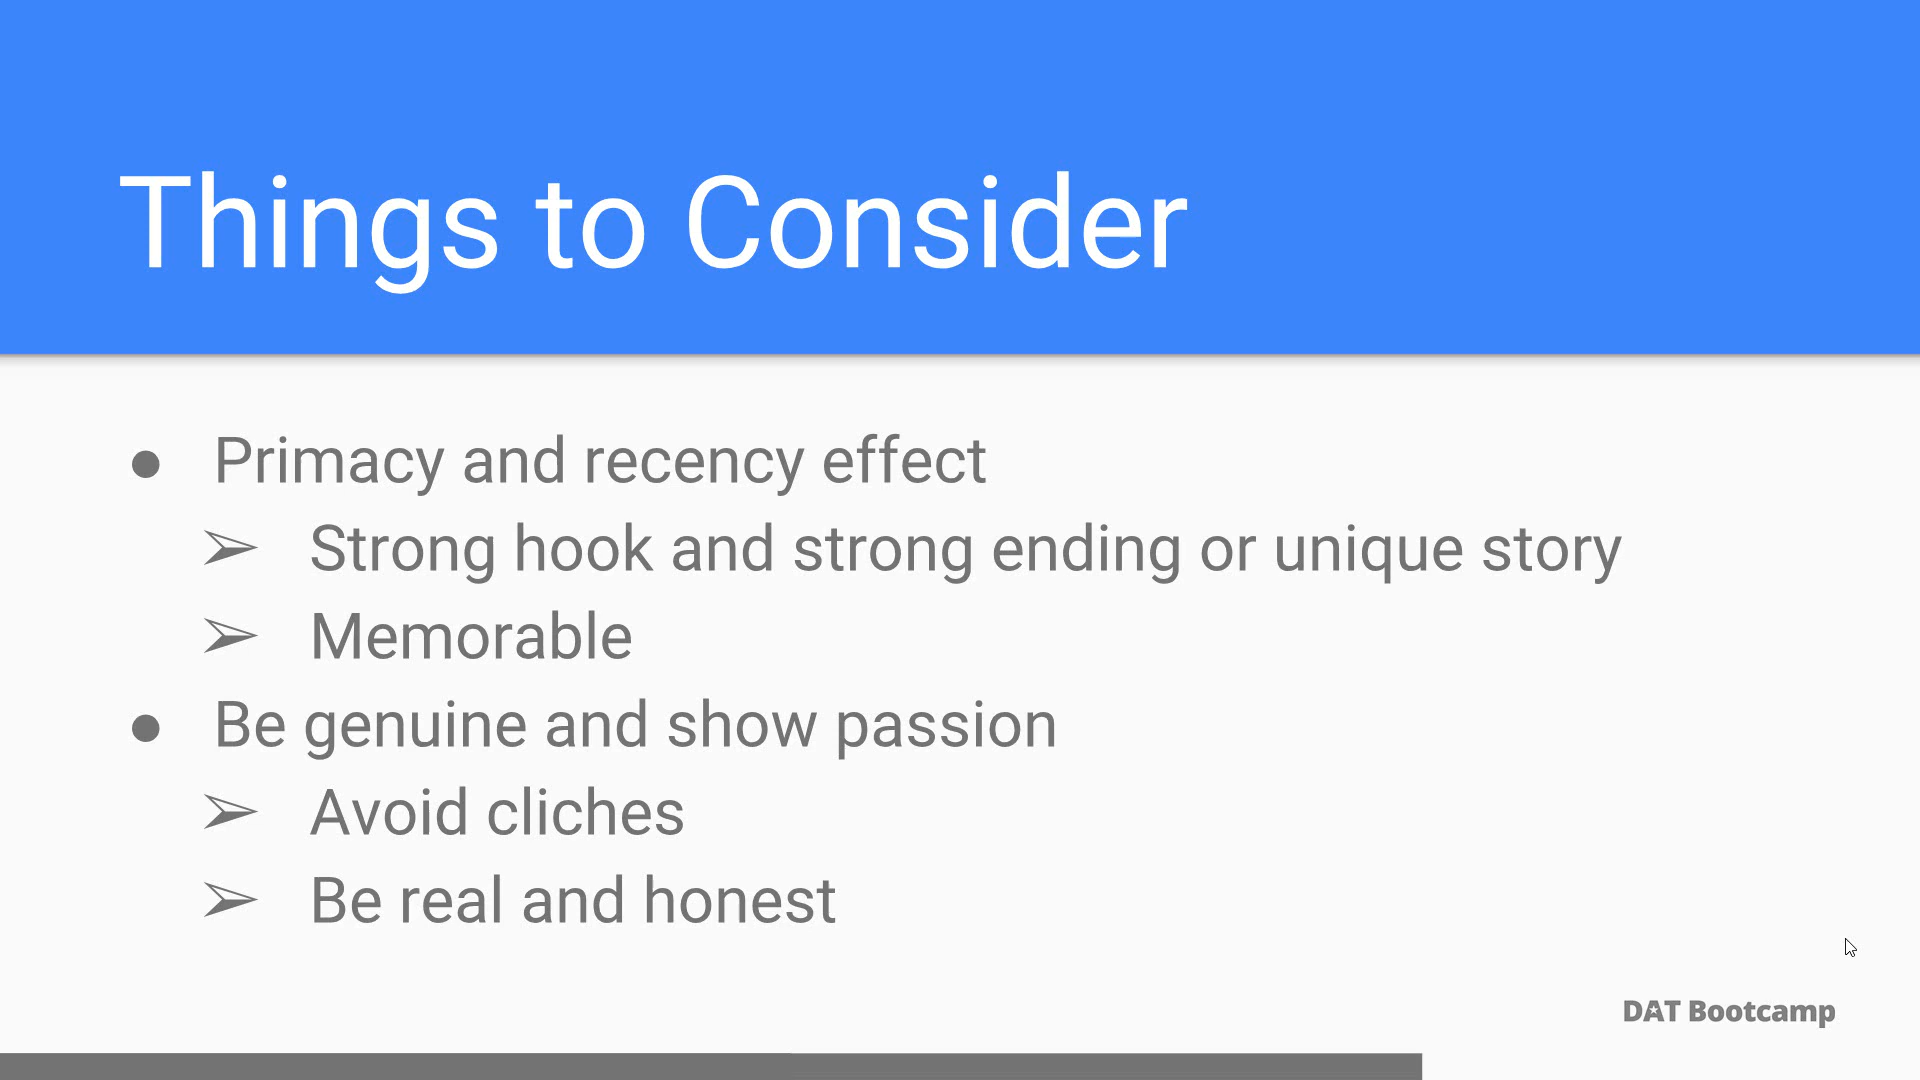 Things to Consider
● Primacy and recency effect
➢ Strong hook and strong ending or unique story
➢ Memorable
● Be genuine and show passion
➢ Avoid cliches
➢ Be real and honest
DAT Bootcamp